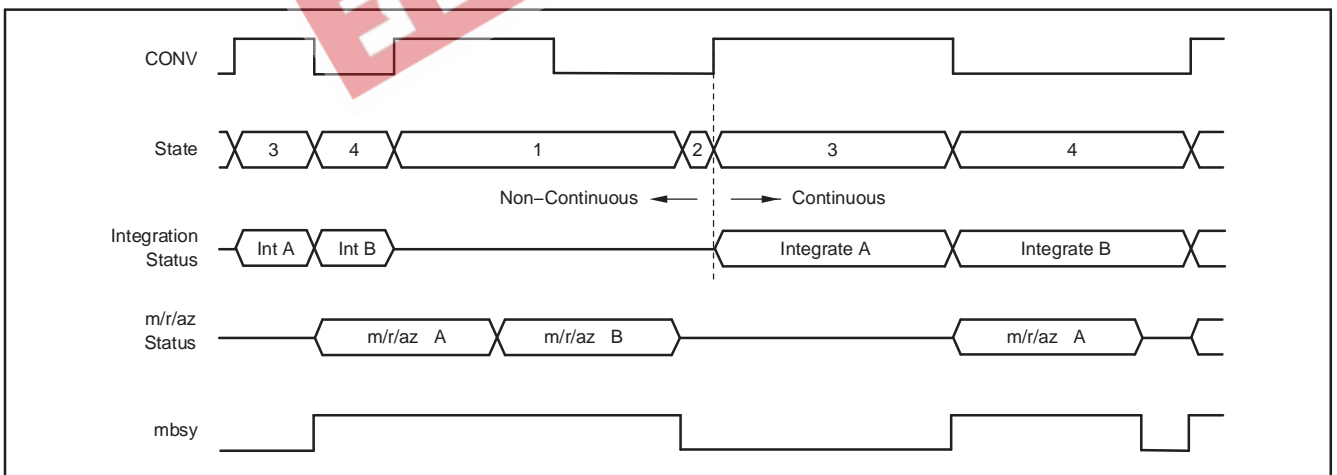 CONV
State
3
4
1
2
3
4
Non−Continuous
Continuous
Integration
Status
Int A
Int B
Integrate A
Integrate B
m/r/az
Status
m/r/az A
m/r/az B
m/r/az A
mbsy